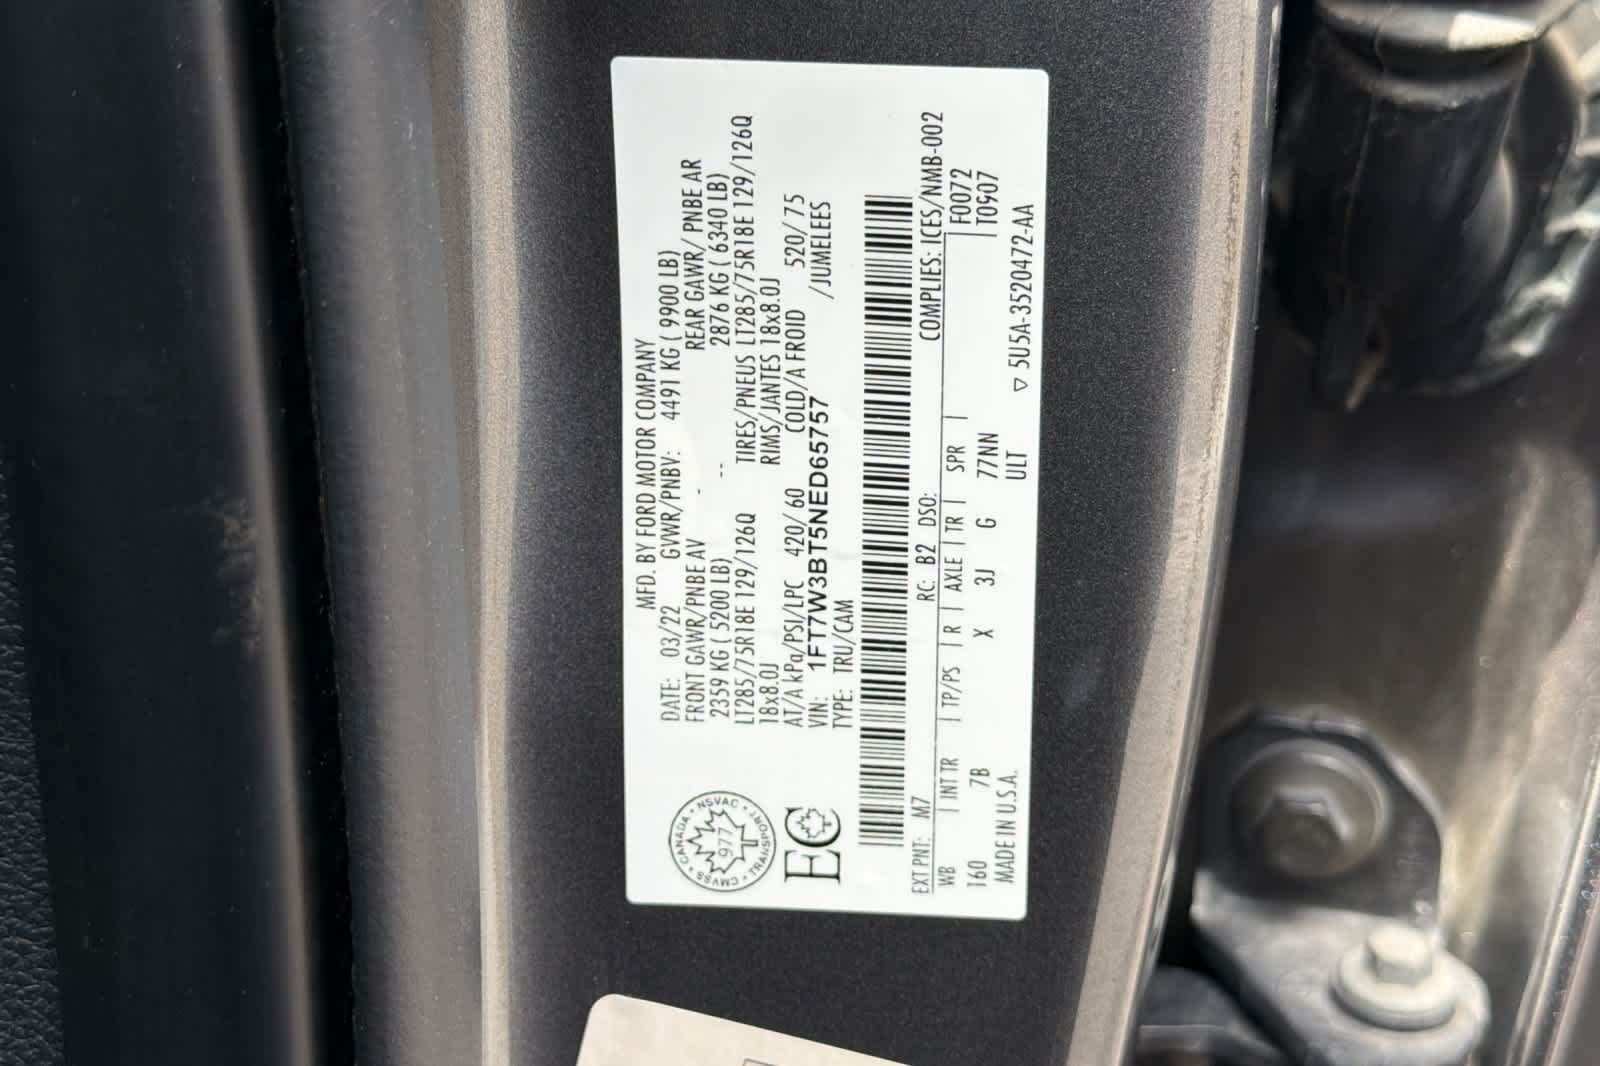 MFD. BY FORD MOTOR COMPANY
DATE: 03/22 GVWR/PNBV: 4491 KG ( 9900 LB)
FRONT GAWR/PNBE AV - REAR GAWR/ PNBE AR
2359 KG ( 5200 LB) -- 2876 KG ( 6340 LB)
LT285/75R18E 129/126Q TIRES/PNEUS LT285/75R18E 129/126Q
18x8.0J RIMS/JANTES 18x8.0J
AT/A kPa/PSI/LPC 420/ 60 COLD/A FROID 520/75
VIN: 1FT7W3BT5NED65757 /JUMELEES
TYPE: TRU/CAM
CANADA • NSVAC • TRANSPORT • CMVSS •
977
EC
RC: B2 DSO: COMPLIES: ICES/NMB-002
EXT PNT: M7 F0072
WB | INT TR | TP/PS | R | AXLE | TR | SPR | T0907
160 7B X 3J G 77NN
MADE IN U.S.A. ULT ▽ 5U5A-3520472-AA